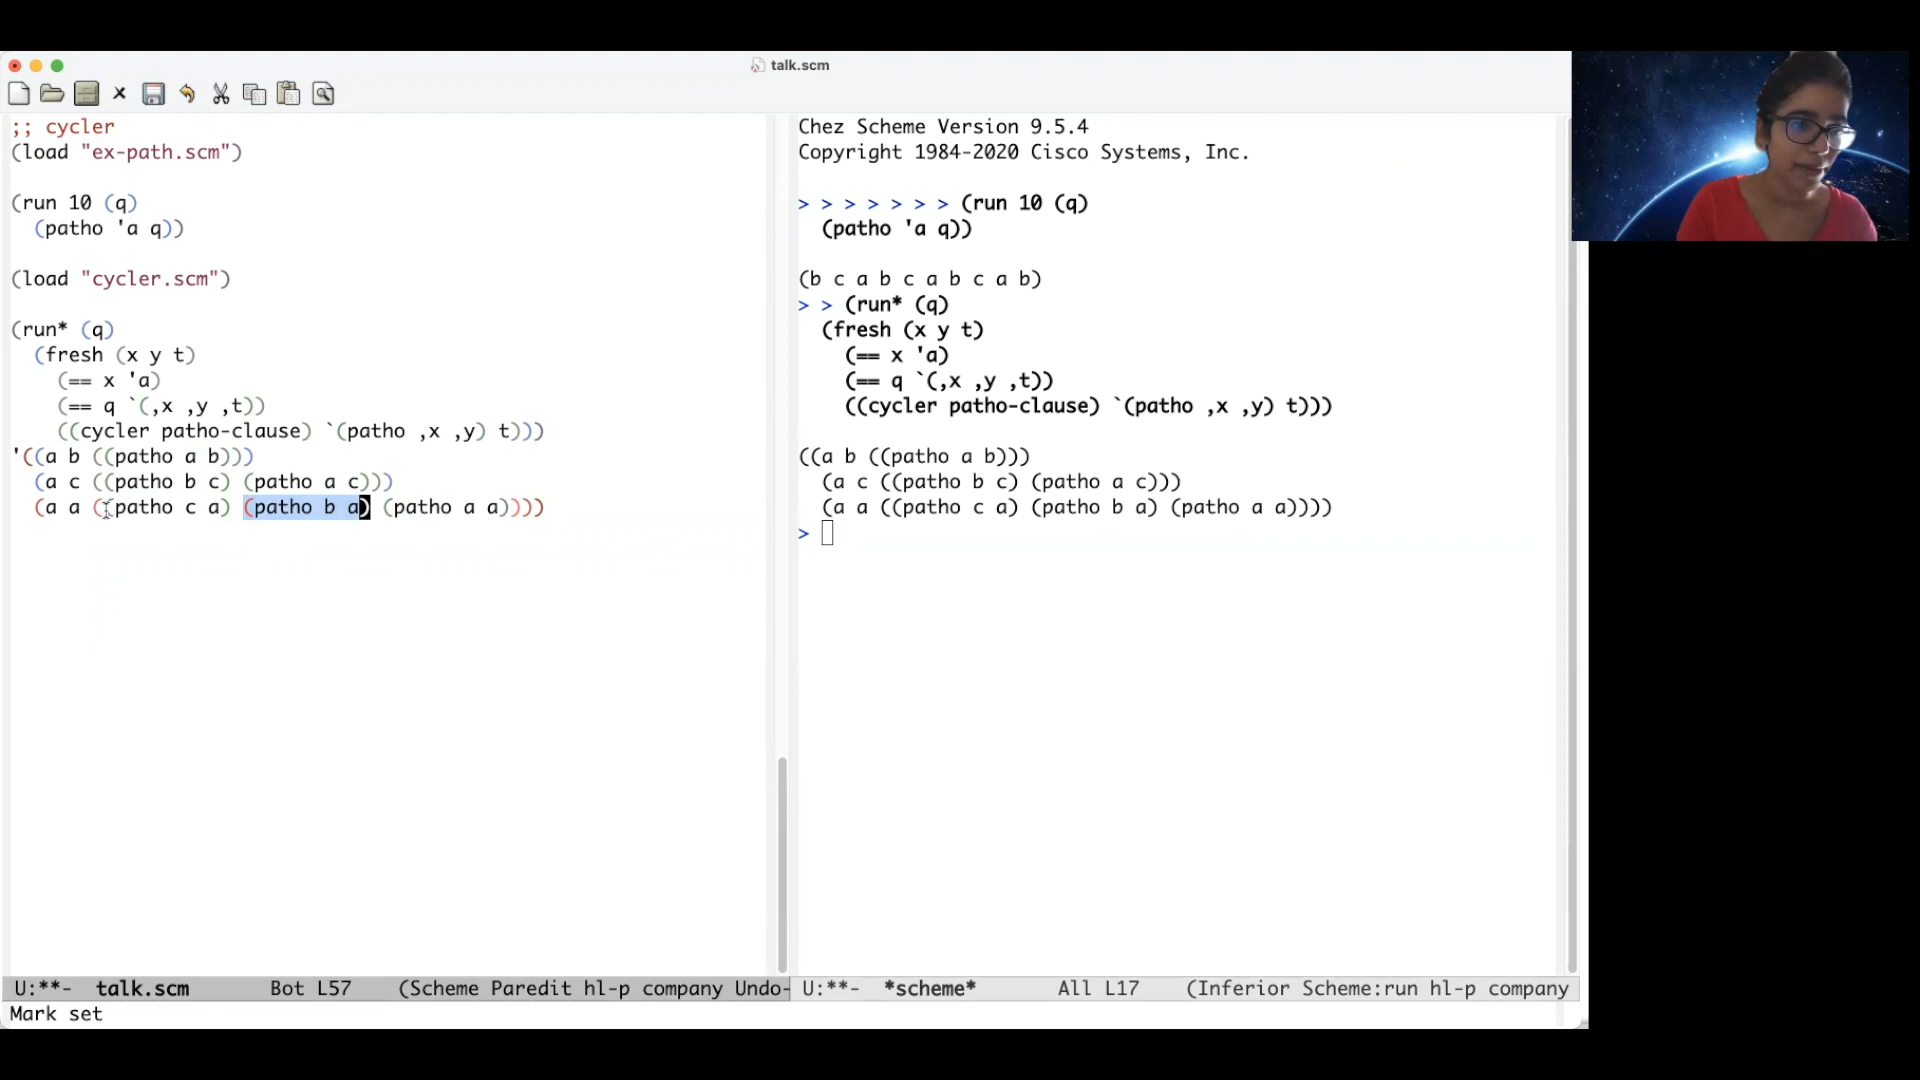 talk.scm
;; cycler
(load "ex-path.scm")
(run 10 (q)
(patho 'a q))
(load "cycler.scm")
(run* (q)
(fresh (x y t)
(== x 'a)
(== q `(,x ,y ,t))
((cycler patho-clause) `(patho ,x ,y) t)))
'((a b ((patho a b)))
(a c ((patho b c) (patho a c)))
(a a ((patho c a) (patho b a) (patho a a))))
U:**- talk.scm Bot L57 (Scheme Paredit hl-p company Undo-
Mark set
Chez Scheme Version 9.5.4
Copyright 1984-2020 Cisco Systems, Inc.
> > > > > > > (run 10 (q)
(patho 'a q))
(b c a b c a b c a b)
> > (run* (q)
(fresh (x y t)
(== x 'a)
(== q `(,x ,y ,t))
((cycler patho-clause) `(patho ,x ,y) t)))
((a b ((patho a b)))
(a c ((patho b c) (patho a c)))
(a a ((patho c a) (patho b a) (patho a a))))
>
U:**- *scheme* All L17 (Inferior Scheme:run hl-p company